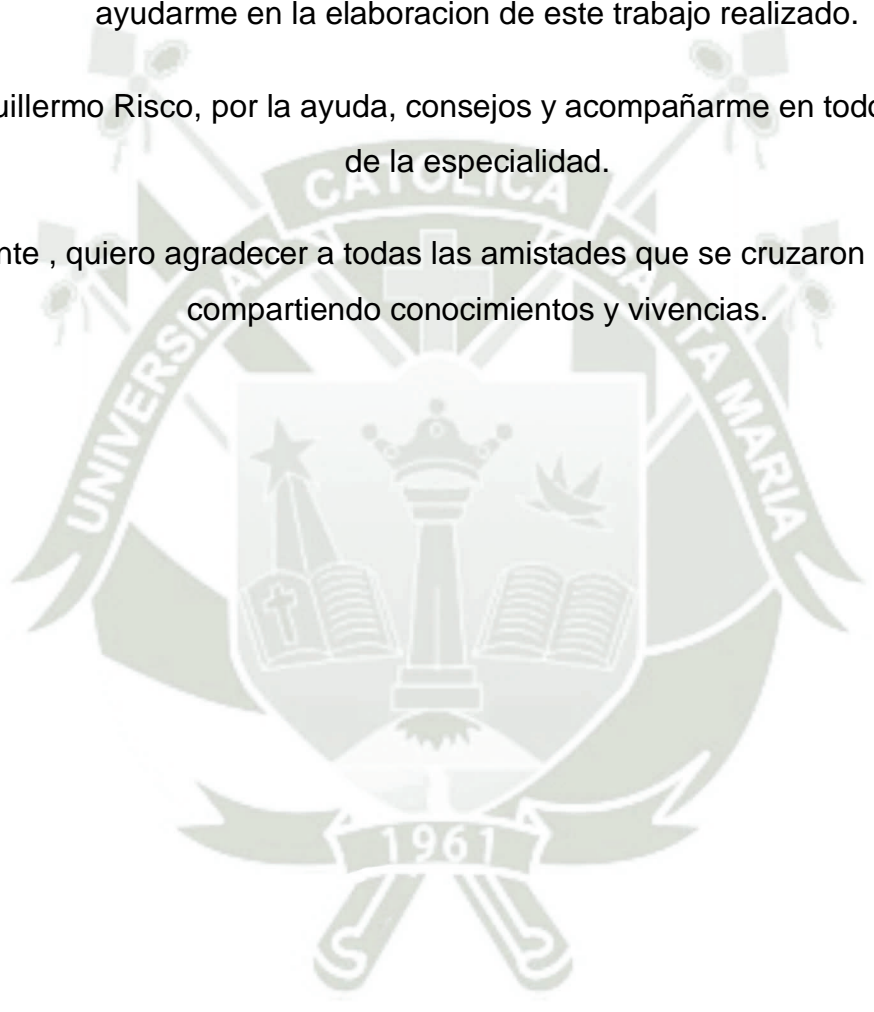 ayudarme en la elaboracion de este trabajo realizado.
uillermo Risco, por la ayuda, consejos y acompañarme en todo
de la especialidad.
nte , quiero agradecer a todas las amistades que se cruzaron
compartiendo conocimientos y vivencias.
UNIVERSIDAD CATOLICA SANTA MARIA
1961